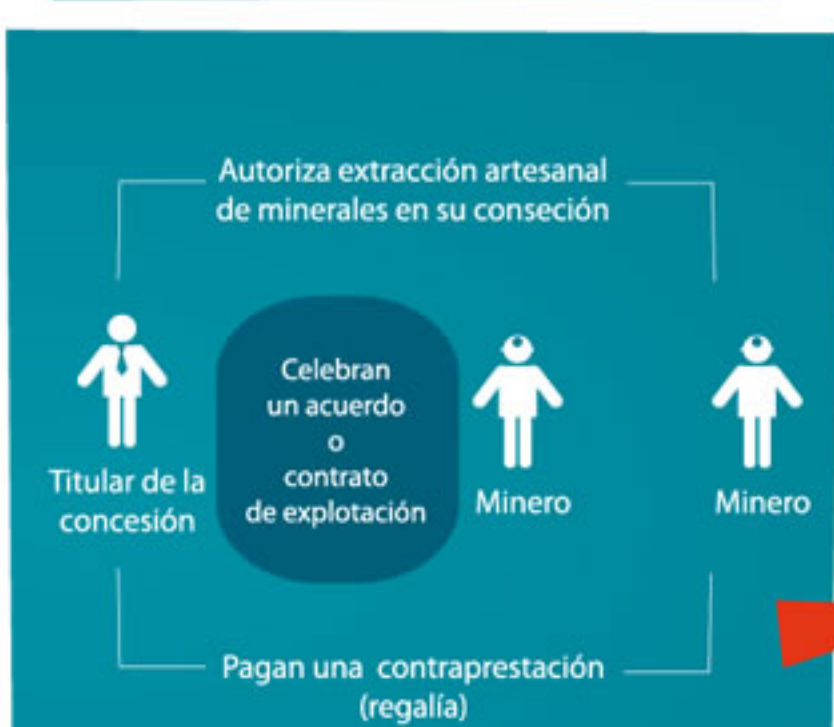 Autoriza extracción artesanal
de minerales en su conseción
Celebran
un acuerdo
o
contrato
de explotación
Titular de la
concesión
Minero
Minero
Pagan una contraprestación
(regalía)